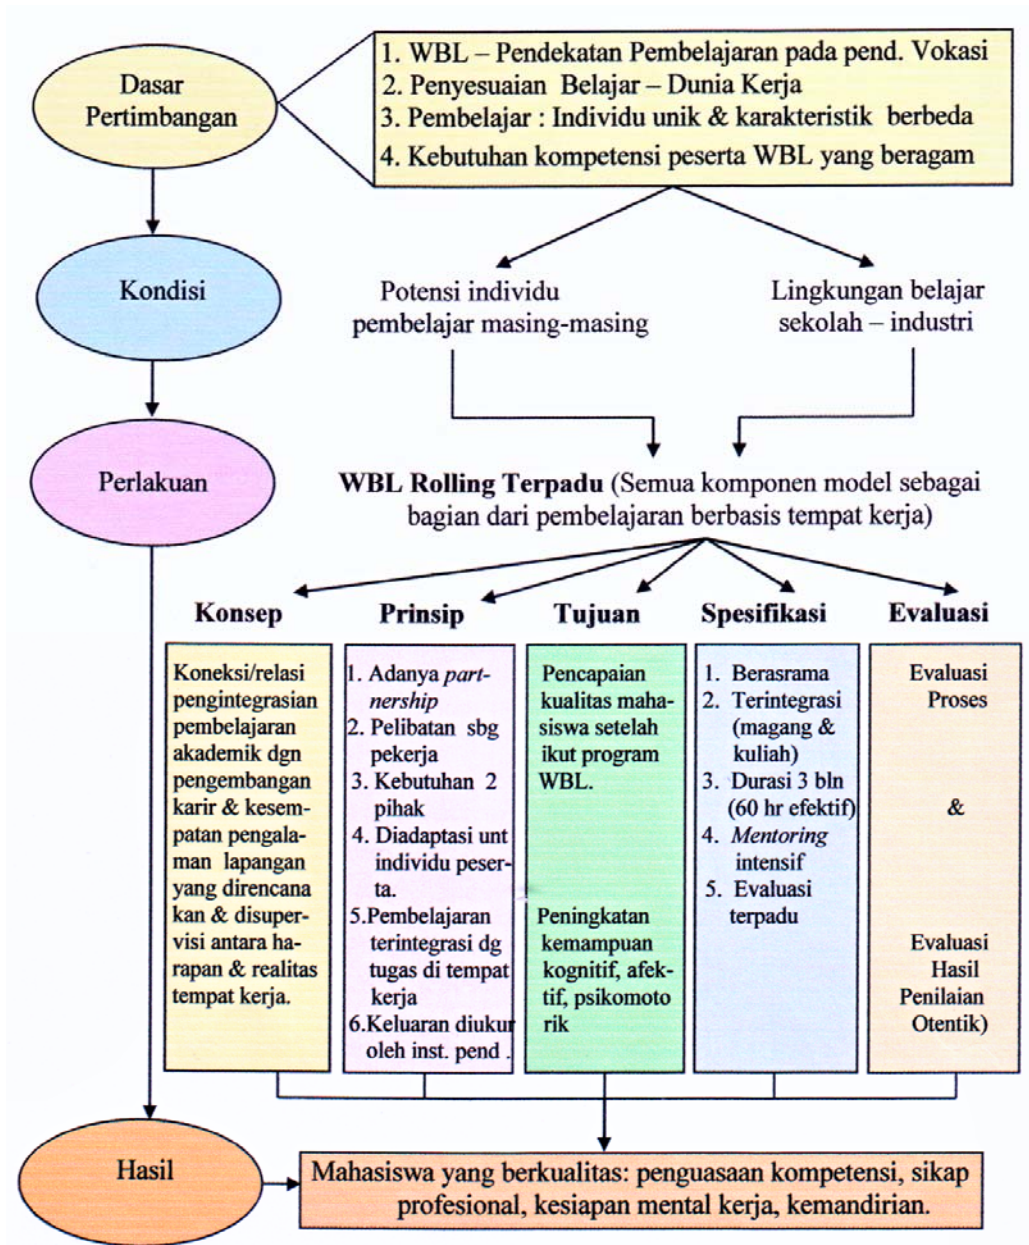 Dasar
Pertimbangan
1. WBL – Pendekatan Pembelajaran pada pend. Vokasi
2. Penyesuaian Belajar – Dunia Kerja
3. Pembelajar : Individu unik & karakteristik berbeda
4. Kebutuhan kompetensi peserta WBL yang beragam
Kondisi
Potensi individu
pembelajar masing-masing
Lingkungan belajar
sekolah – industri
Perlakuan
WBL Rolling Terpadu (Semua komponen model sebagai
bagian dari pembelajaran berbasis tempat kerja)
Konsep
Koneksi/relasi
pengintegrasian
pembelajaran
akademik dgn
pengembangan
karir & kesem-
patan pengala-
man lapangan
yang direncana
kan & disuper-
visi antara ha-
rapan & realitas
tempat kerja.
Prinsip
1. Adanya part-
nership
2. Pelibatan sbg
pekerja
3. Kebutuhan 2
pihak
4. Diadaptasi unt
individu peser-
ta.
5.Pembelajaran
terintegrasi dg
tugas di tempat
kerja
6.Keluaran diukur
oleh inst. pend .
Tujuan
Pencapaian
kualitas maha-
siswa setelah
ikut program
WBL.
Peningkatan
kemampuan
kognitif, afek-
tif, psikomoto
rik
Spesifikasi
1. Berasrama
2. Terintegrasi
(magang &
kuliah)
3. Durasi 3 bln
(60 hr efektif)
4. Mentoring
intensif
5. Evaluasi
terpadu
Evaluasi
Evaluasi
Proses
&
Evaluasi
Hasil
Penilaian
Otentik)
Hasil
Mahasiswa yang berkualitas: penguasaan kompetensi, sikap
profesional, kesiapan mental kerja, kemandirian.